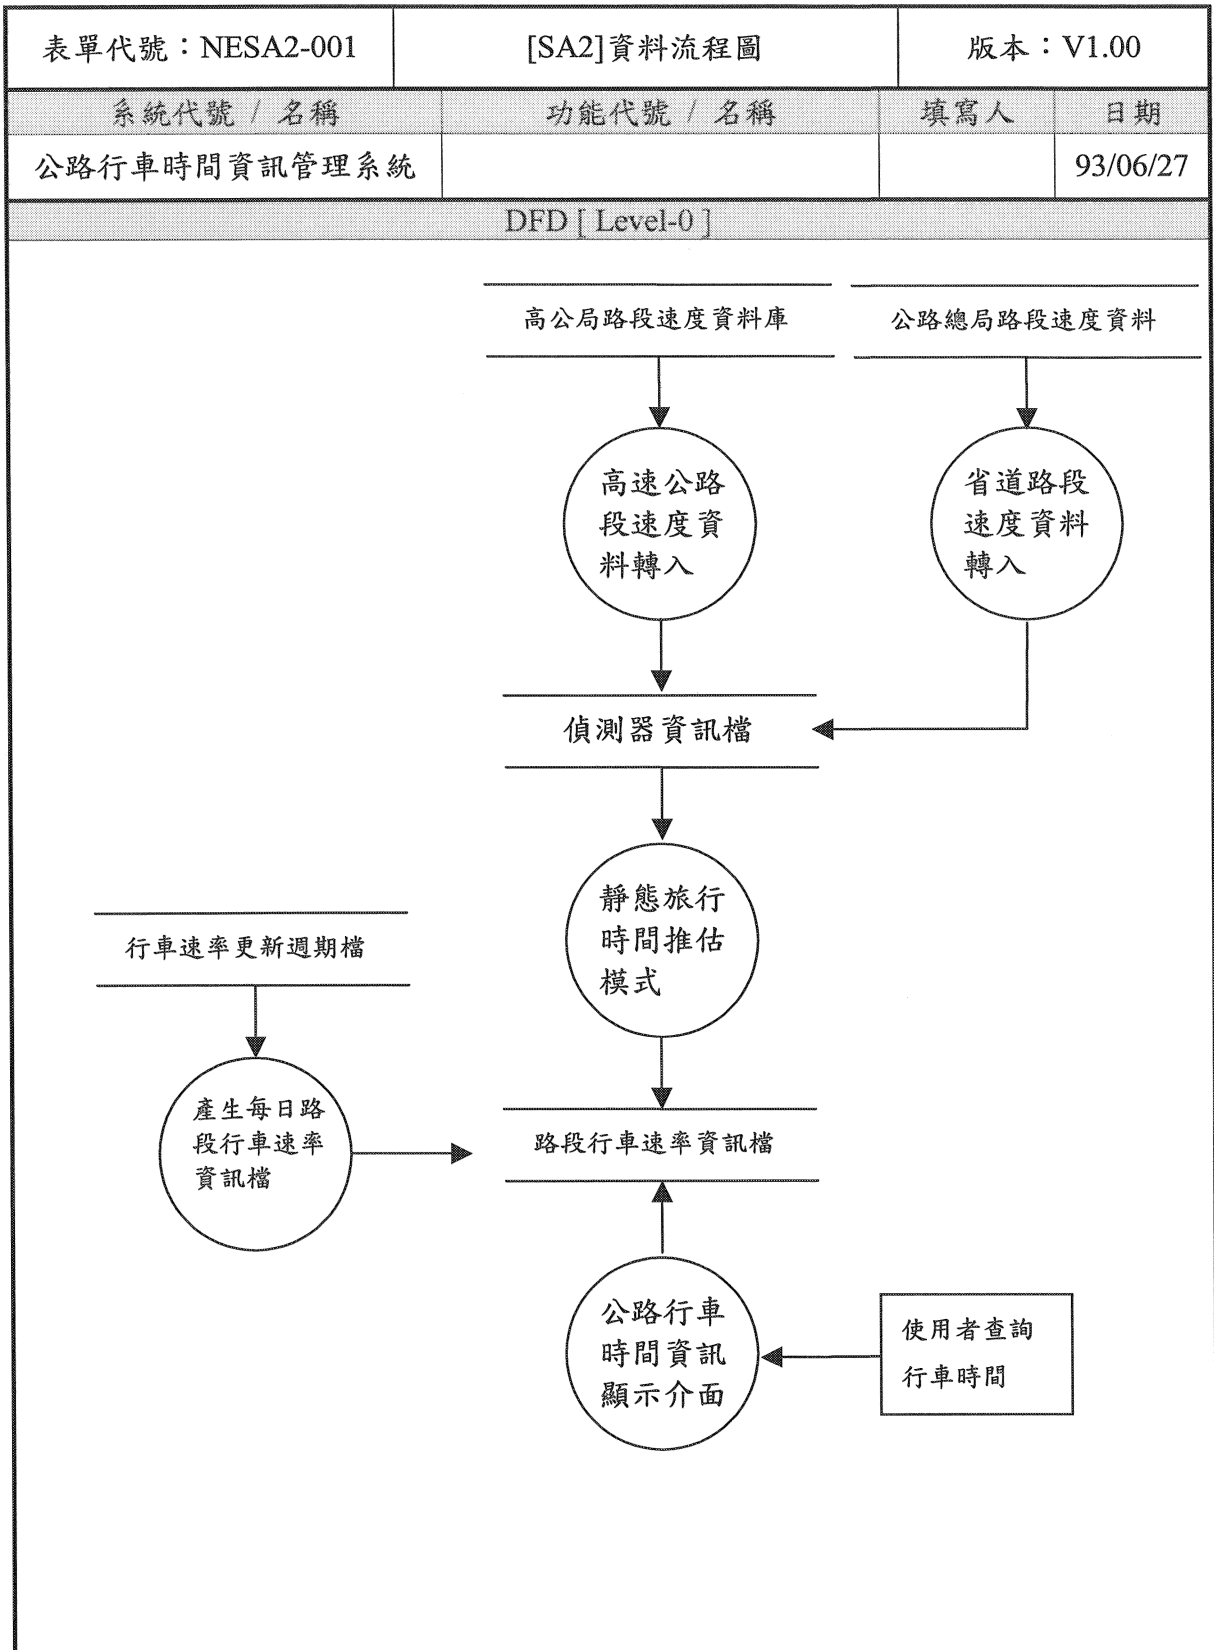 表單代號：NESA2-001
[SA2]資料流程圖
版本：V1.00
系統代號 / 名稱
功能代號 / 名稱
填寫人
日期
公路行車時間資訊管理系統
93/06/27
DFD [ Level-0 ]
高公局路段速度資料庫
公路總局路段速度資料
高速公路
段速度資
料轉入
省道路段
速度資料
轉入
偵測器資訊檔
靜態旅行
時間推估
模式
行車速率更新週期檔
產生每日路
段行車速率
資訊檔
路段行車速率資訊檔
公路行車
時間資訊
顯示介面
使用者查詢
行車時間